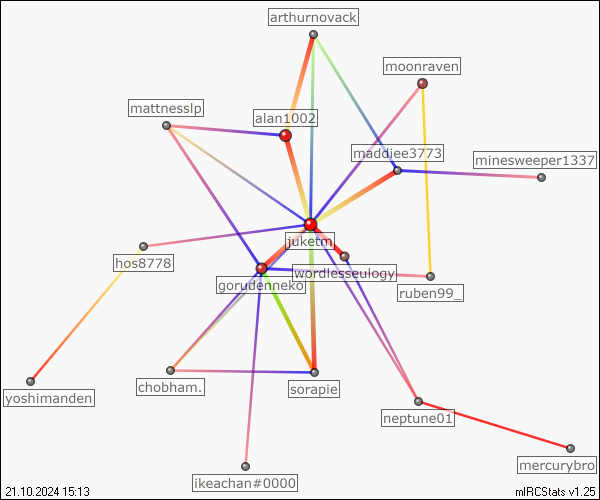 arthurnovack
moonraven
mattnesslp
alan1002
maddiee3773
minesweeper1337
juketm
hos8778
wordlesseulogy
gorudenneko
ruben99_
yoshimanden
chobham.
sorapie
neptune01
mercurybro
ikeachan#0000
21.10.2024 15:13
mIRCStats v1.25